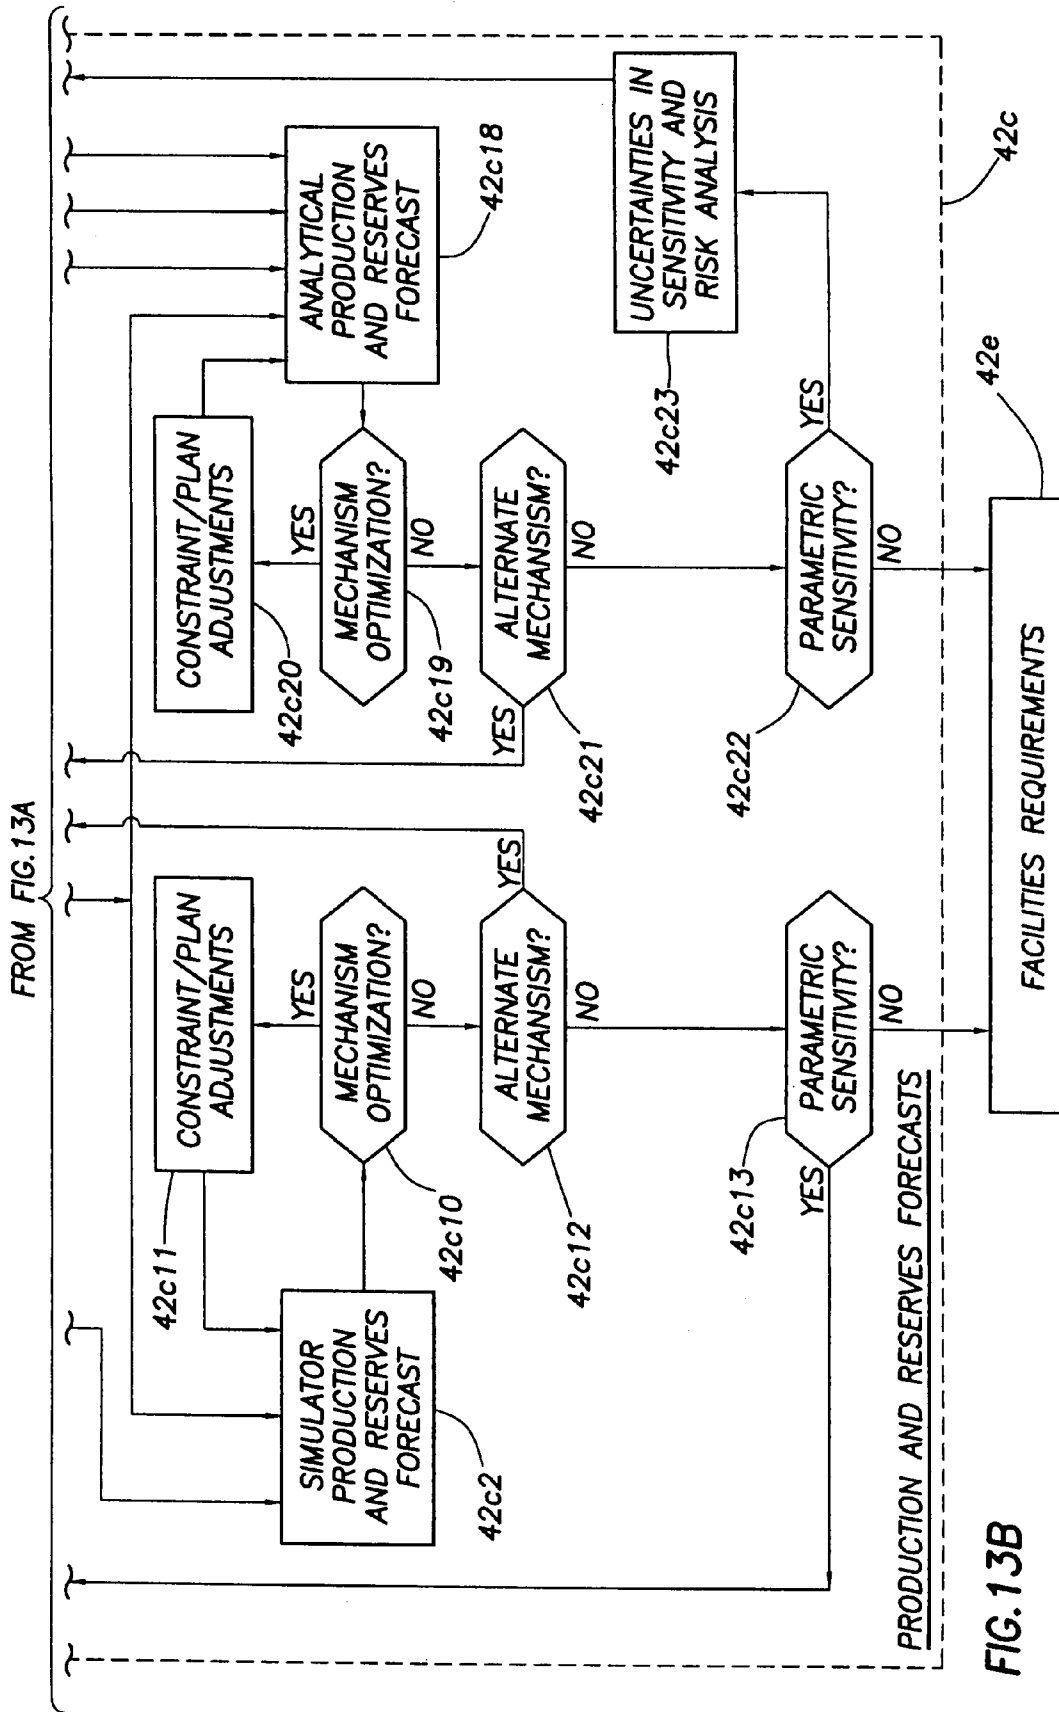 FROM FIG.13A
CONSTRAINT/PLAN
ADJUSTMENTS
42c11
YES
MECHANISM
OPTIMIZATION?
42c10
NO
SIMULATOR
PRODUCTION
AND RESERVES
FORECAST
42c2
ALTERNATE
MECHANSISM?
42c12
YES
NO
PARAMETRIC
SENSITIVITY?
42c13
YES
NO
CONSTRAINT/PLAN
ADJUSTMENTS
42c20
YES
MECHANISM
OPTIMIZATION?
42c19
NO
ANALYTICAL
PRODUCTION
AND RESERVES
FORECAST
42c18
ALTERNATE
MECHANSISM?
42c21
YES
NO
PARAMETRIC
SENSITIVITY?
42c22
YES
NO
UNCERTAINTIES IN
SENSITIVITY AND
RISK ANALYSIS
42c23
42c
PRODUCTION AND RESERVES FORECASTS
FACILITIES REQUIREMENTS
42e
FIG.13B